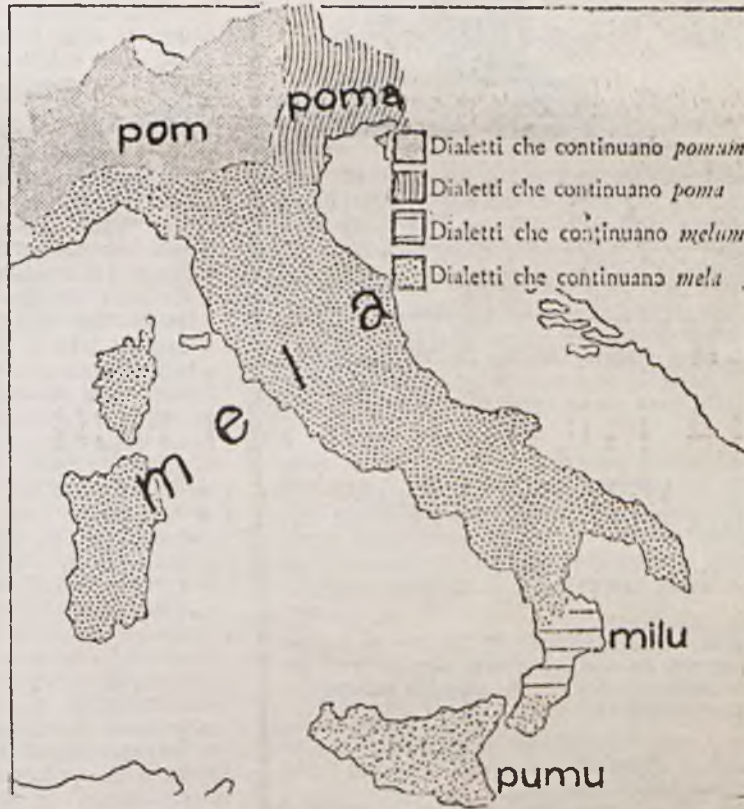 pom
poma
Dialetti che continuano pomum
Dialetti che continuano poma
Dialetti che continuano melum
Dialetti che continuano mela
mela
milu
pumu